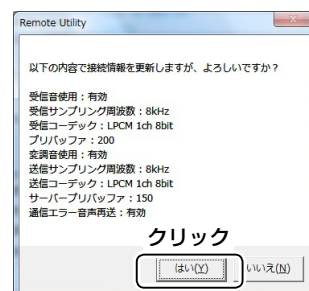 Remote Utility
以下の内容で接続情報を更新しますが、よろしいですか？
受信音使用：有効
受信サンプリング周波数：8kHz
受信コーデック：LPCM 1ch 8bit
プリバッファ：200
変調音使用：有効
送信サンプリング周波数：8kHz
送信コーデック：LPCM 1ch 8bit
サーバープリバッファ：150
通信エラー音声再送：有効
クリック
はい(Y)
いいえ(N)